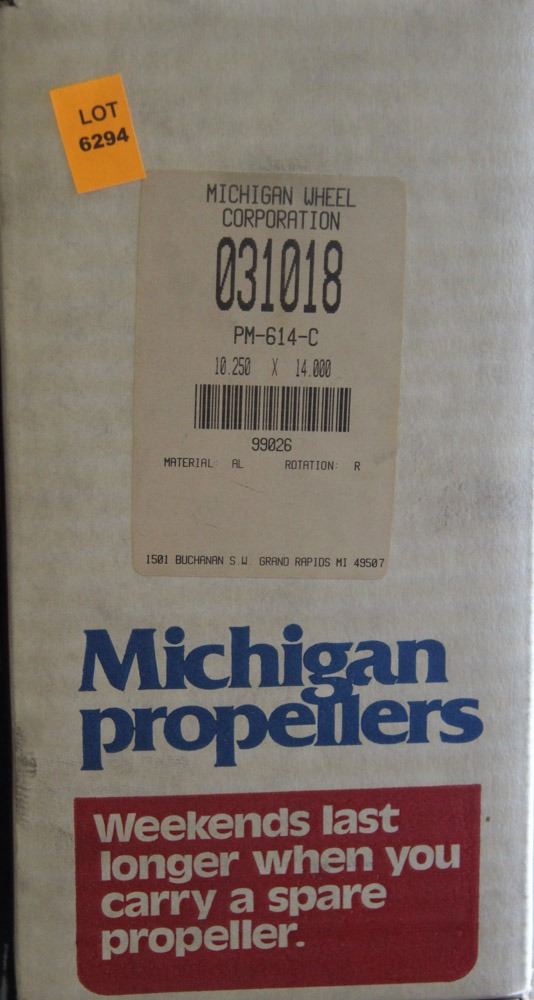 LOT
6294
MICHIGAN WHEEL
CORPORATION
031018
PM-614-C
10.250 X 14.000
99026
MATERIAL: AL ROTATION: R
1501 BUCHANAN S.W. GRAND RAPIDS MI 49507
Michigan
propellers
Weekends last
longer when you
carry a spare
propeller.